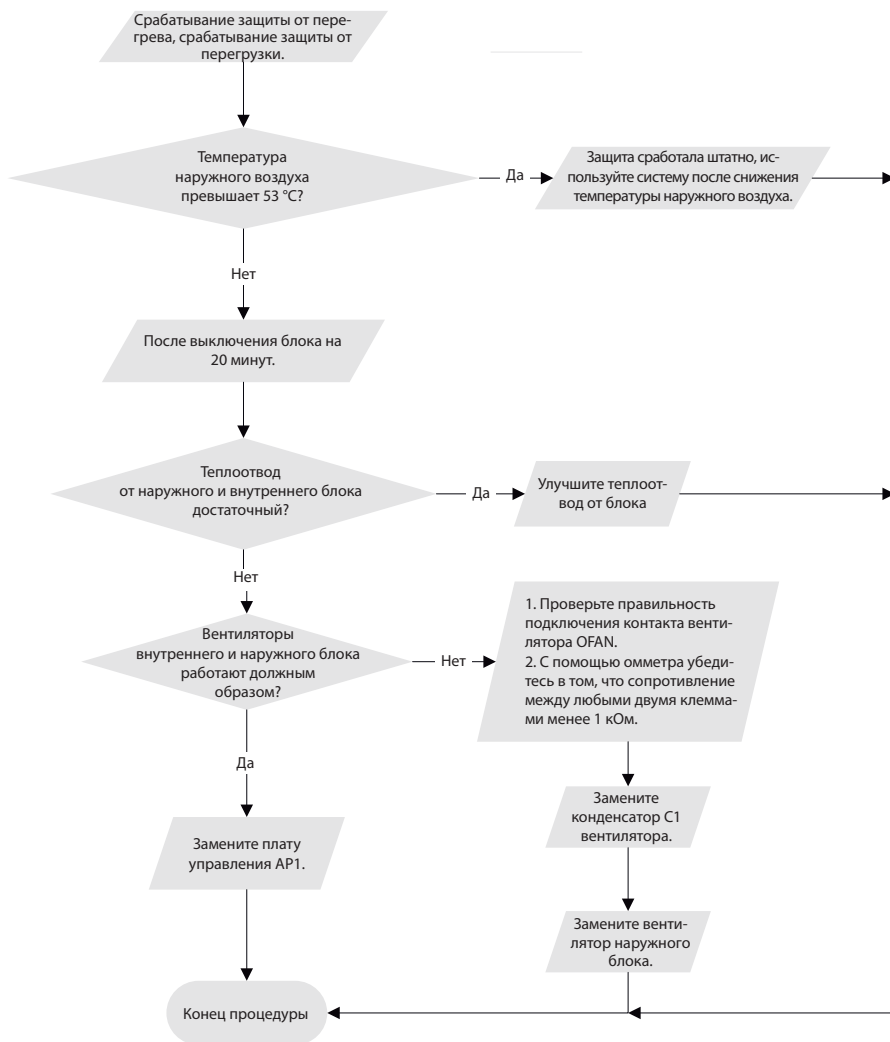 Срабатывание защиты от пере-
грева, срабатывание защиты от
перегрузки.
Температура
наружного воздуха
превышает 53 °C?
Да
Защита сработала штатно, ис-
пользуйте систему после снижения
температуры наружного воздуха.
Нет
После выключения блока на
20 минут.
Теплоотвод
от наружного и внутреннего блока
достаточный?
Да
Улучшите теплоот-
вод от блока
Нет
Вентиляторы
внутреннего и наружного блока
работают должным
образом?
Нет
1. Проверьте правильность
подключения контакта венти-
лятора OFAN.
2. С помощью омметра убеди-
тесь в том, что сопротивление
между любыми двумя клемма-
ми менее 1 кОм.
Да
Замените плату
управления AP1.
Замените
конденсатор C1
вентилятора.
Замените венти-
лятор наружного
блока.
Конец процедуры